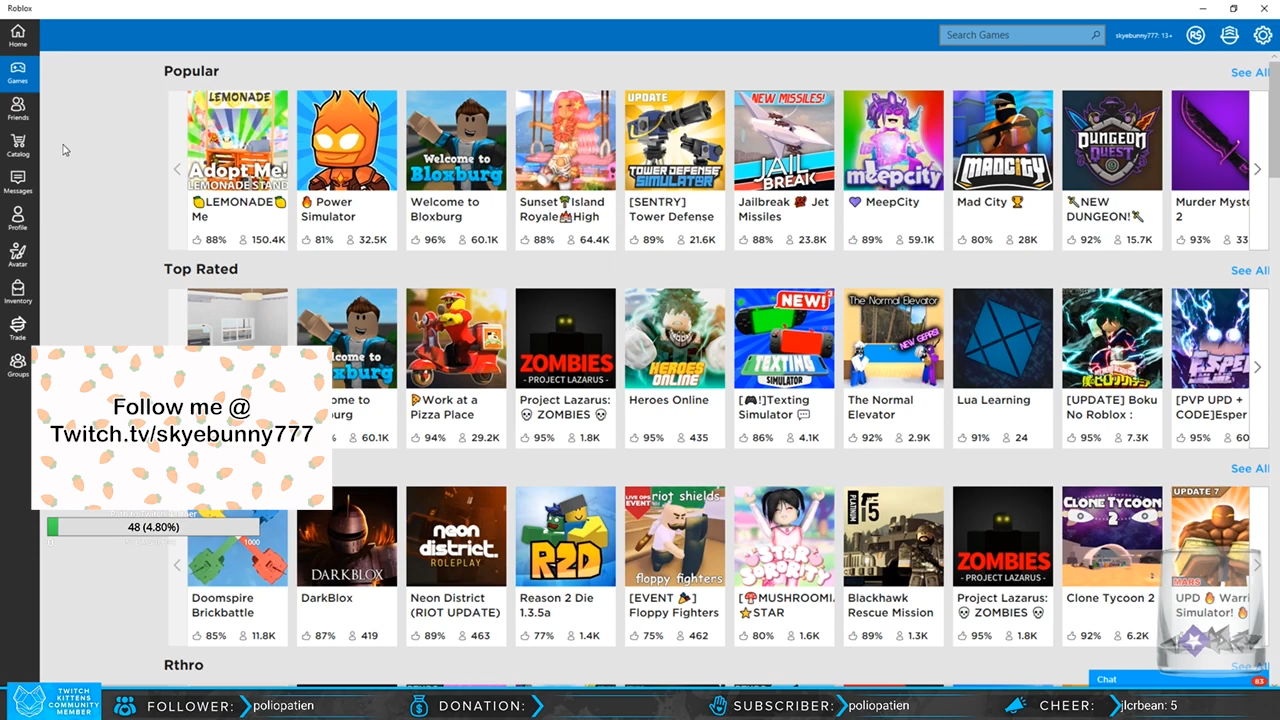 Roblox
Home
Games
Friends
Catalog
Messages
Profile
Avatar
Inventory
Trade
Groups
Search Games
skyebunny777: 13+
Popular
See All
LEMONADE
Adopt Me!
LEMONADE STAND
🍋LEMONADE🍋
Me
88% 150.4K
🔥 Power
Simulator
81% 32.5K
Welcome to
Bloxburg
Welcome to
Bloxburg
96% 60.1K
Sunset🌴Island
Royale🏰High
88% 64.4K
UPDATE
TOWER DEFENSE
SIMULATOR
[SENTRY]
Tower Defense
89% 21.6K
NEW MISSILES!
JAIL
BREAK
Jailbreak 🚀 Jet
Missiles
88% 23.8K
meepcity
💜 MeepCity
89% 59.1K
MADCITY
Mad City 🏆
80% 28K
DUNGEON
QUEST
🗡NEW
DUNGEON!🗡
92% 15.7K
Murder Myste
2
93% 33
Top Rated
See All
lcome to
oxburg
ome to
urg
60.1K
🍕Work at a
Pizza Place
94% 29.2K
ZOMBIES
- PROJECT LAZARUS -
Project Lazarus:
💀 ZOMBIES 💀
95% 1.8K
HEROES
ONLINE
Heroes Online
95% 435
NEW!
3
TEXTING
SIMULATOR
[🎮!]Texting
Simulator 💬
86% 4.1K
The Normal Elevator
NEW GEARS!
The Normal
Elevator
92% 2.9K
Lua Learning
91% 24
[UPDATE] Boku
No Roblox :
95% 7.3K
ESPER
[PVP UPD +
CODE]Esper
95% 60
Follow me @
Twitch.tv/skyebunny777
48 (4.80%)
1000
See All
Doomspire
Brickbattle
85% 11.8K
DARKBLOX
DarkBlox
87% 419
neon
district.
ROLEPLAY
Neon District
(RIOT UPDATE)
89% 463
R2D
Reason 2 Die
1.3.5a
77% 1.4K
LIVE OPS
EVENT
riot shields
floppy fighters
[EVENT 🎉]
Floppy Fighters
75% 462
STAR
SORORITY
[🍄MUSHROOM
⭐STAR
80% 1.6K
PLATINUM
F5
Blackhawk
Rescue Mission
89% 1.3K
ZOMBIES
- PROJECT LAZARUS -
Project Lazarus:
💀 ZOMBIES 💀
95% 1.8K
CLONE TYCOON
2
Clone Tycoon 2
92% 6.2K
UPDATE 7
MARS
UPD 🔥 Warri
Simulator! 🔥
Rthro
See All
Chat
83
TWITCH
KITTENS
COMMUNITY
MEMBER
FOLLOWER:
poliopatien
DONATION:
SUBSCRIBER:
poliopatien
CHEER:
jlcrbean: 5